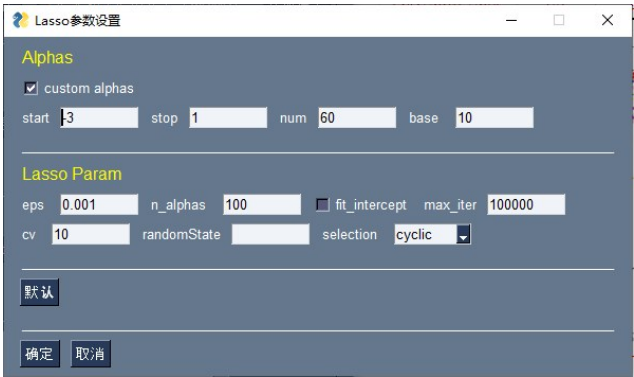 Lasso参数设置
Alphas
custom alphas
start -3 stop 1 num 60 base 10
Lasso Param
eps 0.001 n_alphas 100 fit_intercept max_iter 100000
cv 10 randomState selection cyclic
默认
确定 取消